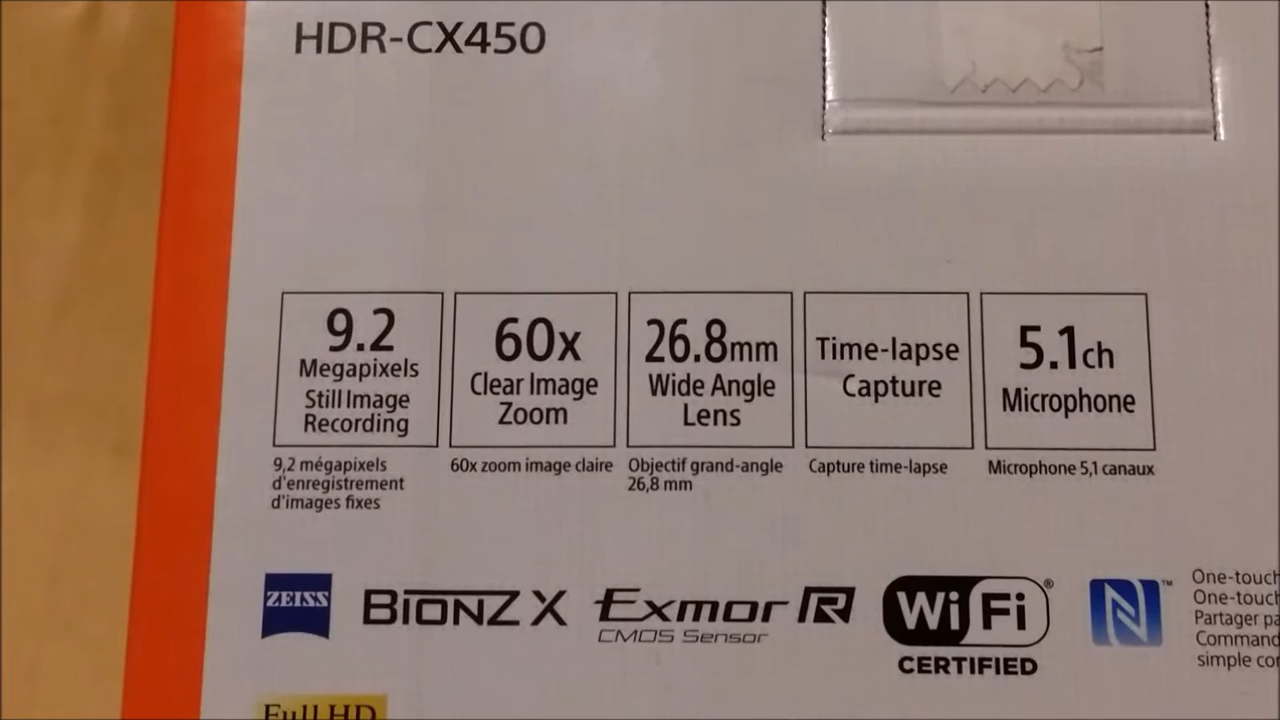 HDR-CX450
9.2
Megapixels
Still Image
Recording
60x
Clear Image
Zoom
26.8mm
Wide Angle
Lens
Time-lapse
Capture
5.1ch
Microphone
9,2 mégapixels
d'enregistrement
d'images fixes
60x zoom image claire
Objectif grand-angle
26,8 mm
Capture time-lapse
Microphone 5,1 canaux
ZEISS
BIONZ X
Exmor R
CMOS Sensor
Wi Fi®
CERTIFIED
N™
One-touch
One-touch
Partager pa
Command
simple co
Full HD